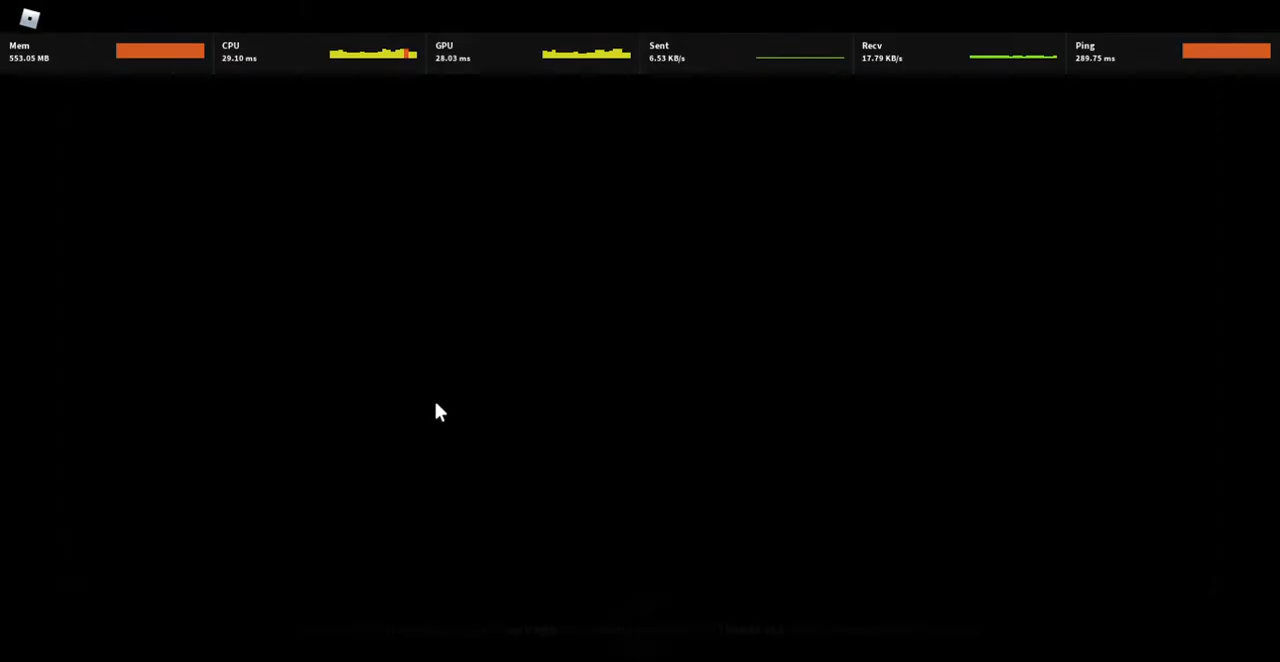 Mem CPU GPU Sent Recv Ping
553.05 MB 29.10 ms 28.03 ms 6.53 KB/s 17.79 KB/s 289.75 ms